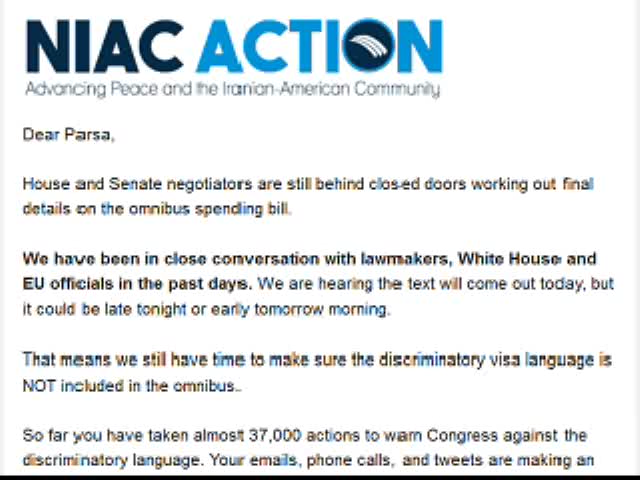 NIAC ACTION
Advancing Peace and the Iranian-American Community
Dear Parsa,
House and Senate negotiators are still behind closed doors working out final
details on the omnibus spending bill.
We have been in close conversation with lawmakers, White House and
EU officials in the past days. We are hearing the text will come out today, but
it could be late tonight or early tomorrow morning.
That means we still have time to make sure the discriminatory visa language is
NOT included in the omnibus..
So far you have taken almost 37,000 actions to warn Congress against the
discriminatory language. Your emails, phone calls, and tweets are making an